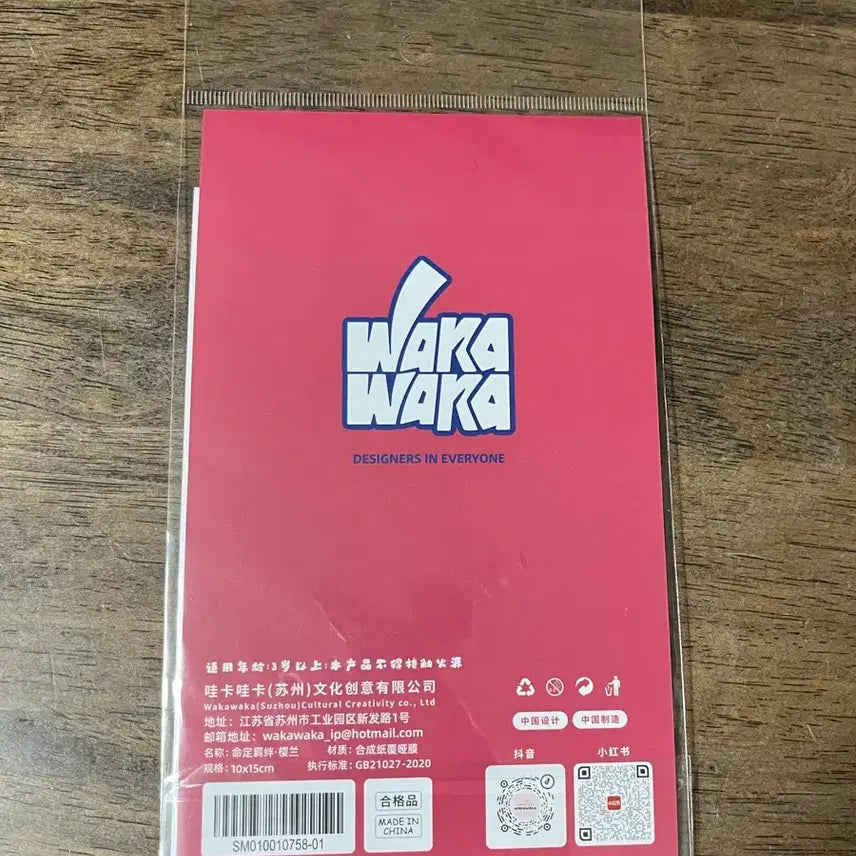 WAKA
WAKA
DESIGNERS IN EVERYONE
适用年龄:3岁以上;本产品不得接触火源
哇卡哇卡(苏州)文化创意有限公司
Wakawaka(Suzhou)Cultural Creativity co., Ltd
地址：江苏省苏州市工业园区新发路1号
邮箱地址：wakawaka_ip@hotmail.com
名称：命定羁绊·樱兰 材质：合成纸覆哑膜
规格：10x15cm 执行标准：GB21027-2020
中国设计 中国制造
抖音 小红书
SM010010758-01
合格品
MADE IN
CHINA
小红书